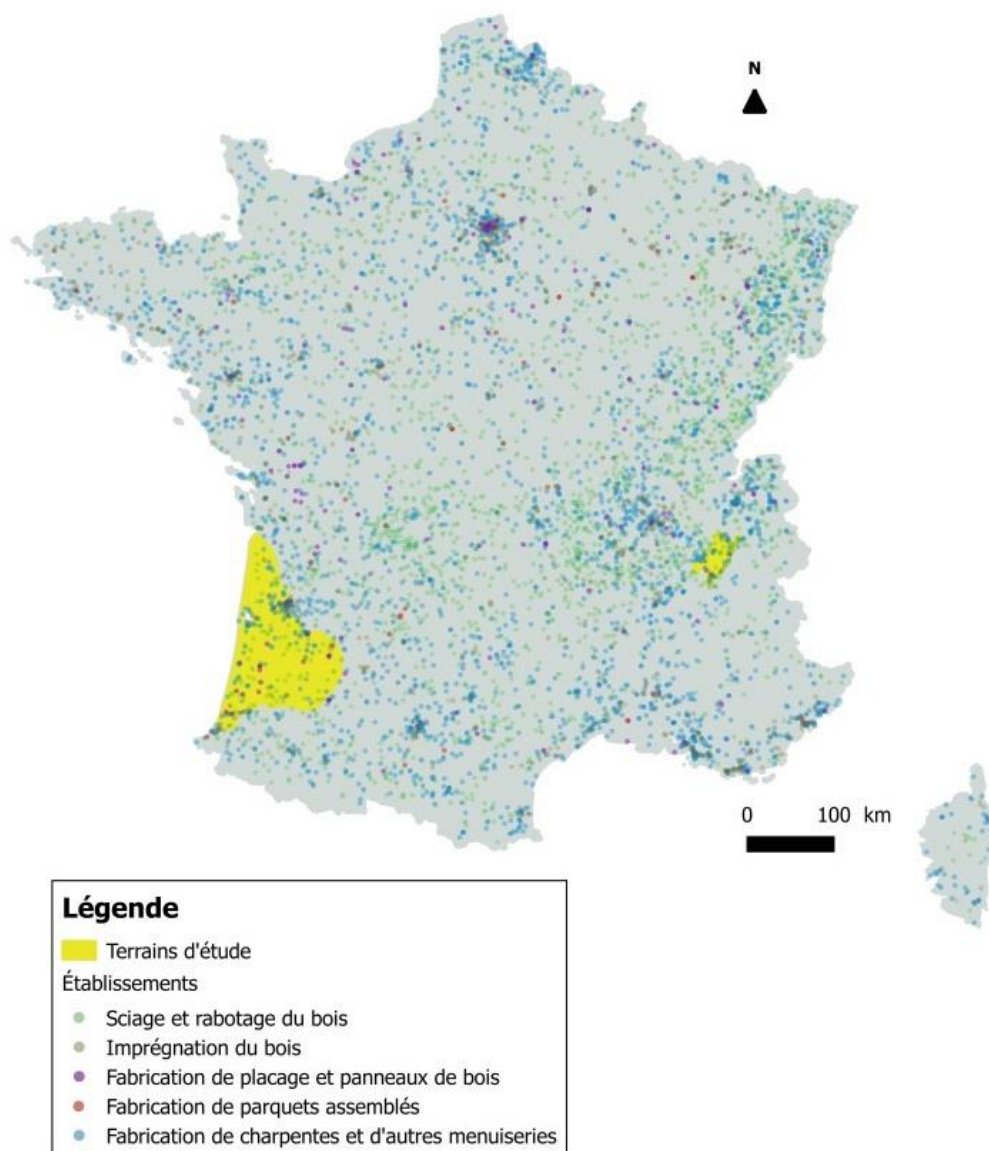 N
0 100 km
Légende
Terrains d'étude
Établissements
Sciage et rabotage du bois
Imprégnation du bois
Fabrication de placage et panneaux de bois
Fabrication de parquets assemblés
Fabrication de charpentes et d'autres menuiseries